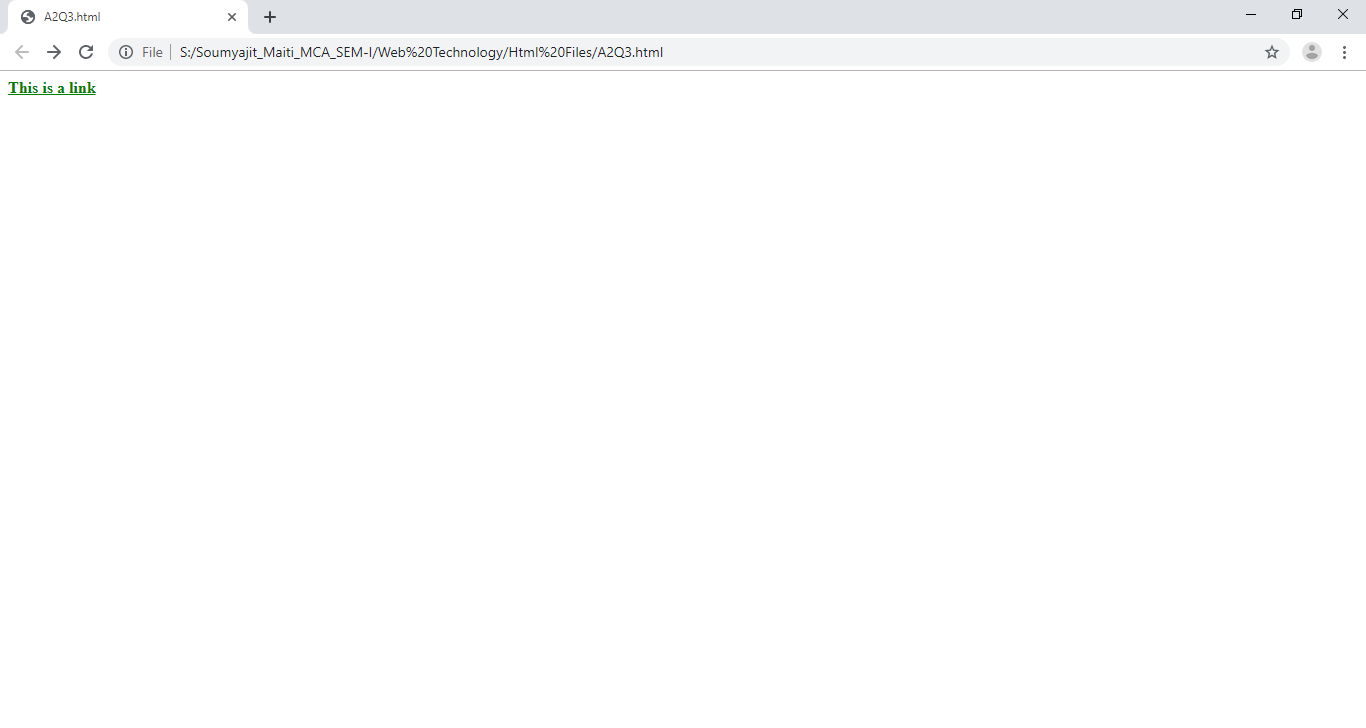 A2Q3.html
File S:/Soumyajit_Maiti_MCA_SEM-I/Web%20Technology/Html%20Files/A2Q3.html
This is a link